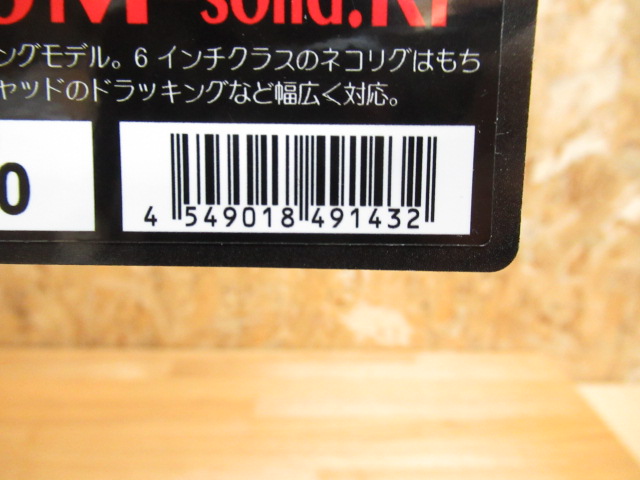 solid.RI
ングモデル。6インチクラスのネコリグはもち
ャッドのドラッキングなど幅広く対応。
0
4 549018 491432